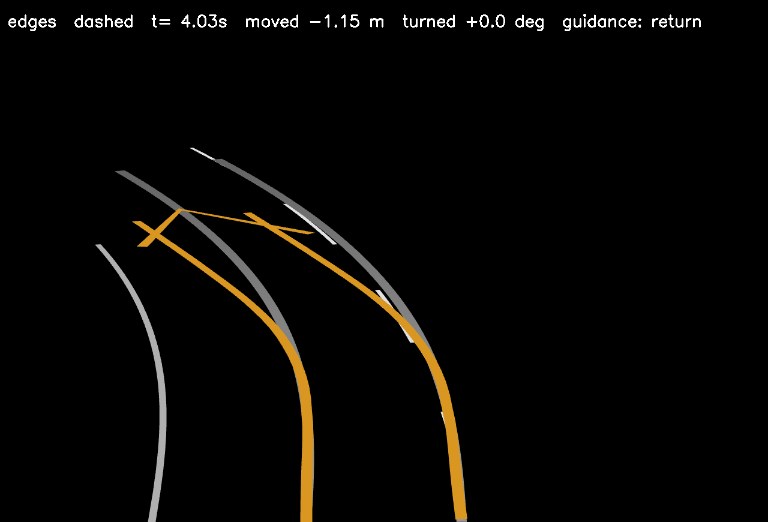 edges dashed t= 4.03s moved −1.15 m turned +0.0 deg guidance: return